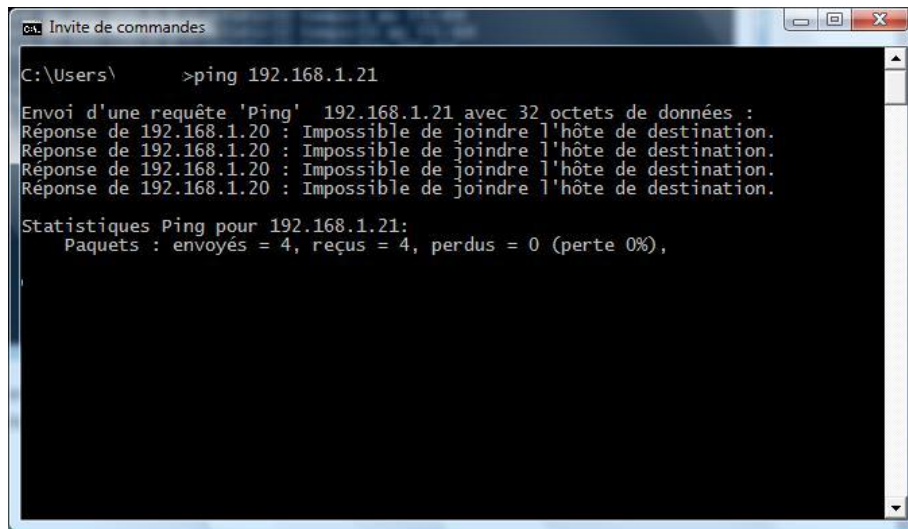 Invite de commandes
C:\Users\ >ping 192.168.1.21
Envoi d'une requête 'Ping' 192.168.1.21 avec 32 octets de données :
Réponse de 192.168.1.20 : Impossible de joindre l'hôte de destination.
Réponse de 192.168.1.20 : Impossible de joindre l'hôte de destination.
Réponse de 192.168.1.20 : Impossible de joindre l'hôte de destination.
Réponse de 192.168.1.20 : Impossible de joindre l'hôte de destination.
Statistiques Ping pour 192.168.1.21:
Paquets : envoyés = 4, reçus = 4, perdus = 0 (perte 0%),